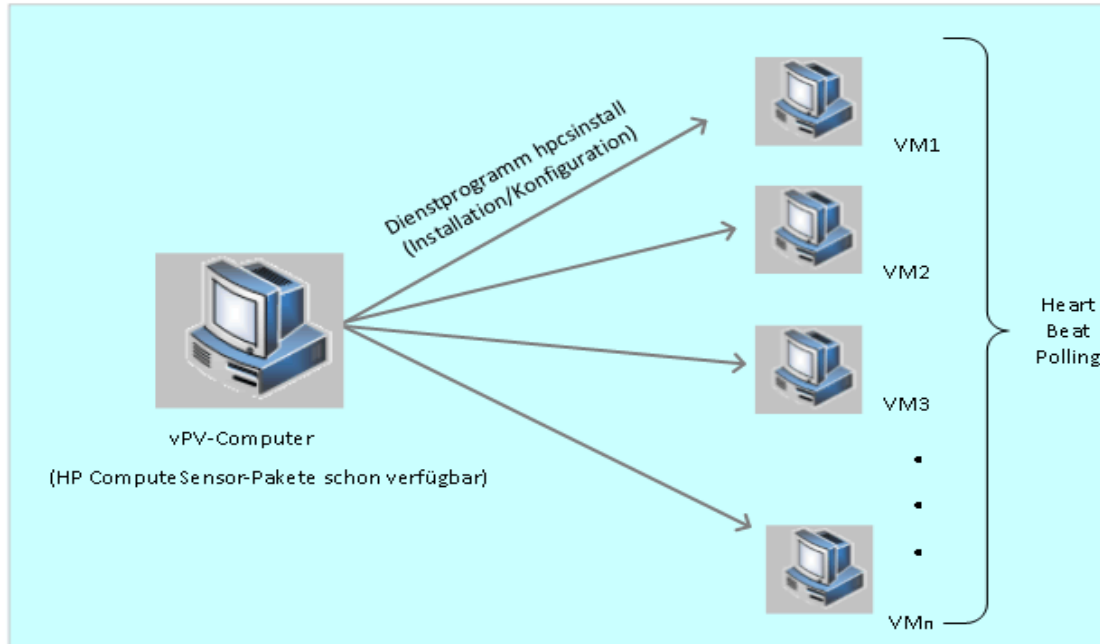 Dienstprogramm hpcsinstall
(Installation/Konfiguration)
VM1
VM2
VM3
VMn
Heart
Beat
Polling
vPV-Computer
(HP ComputeSensor-Pakete schon verfügbar)